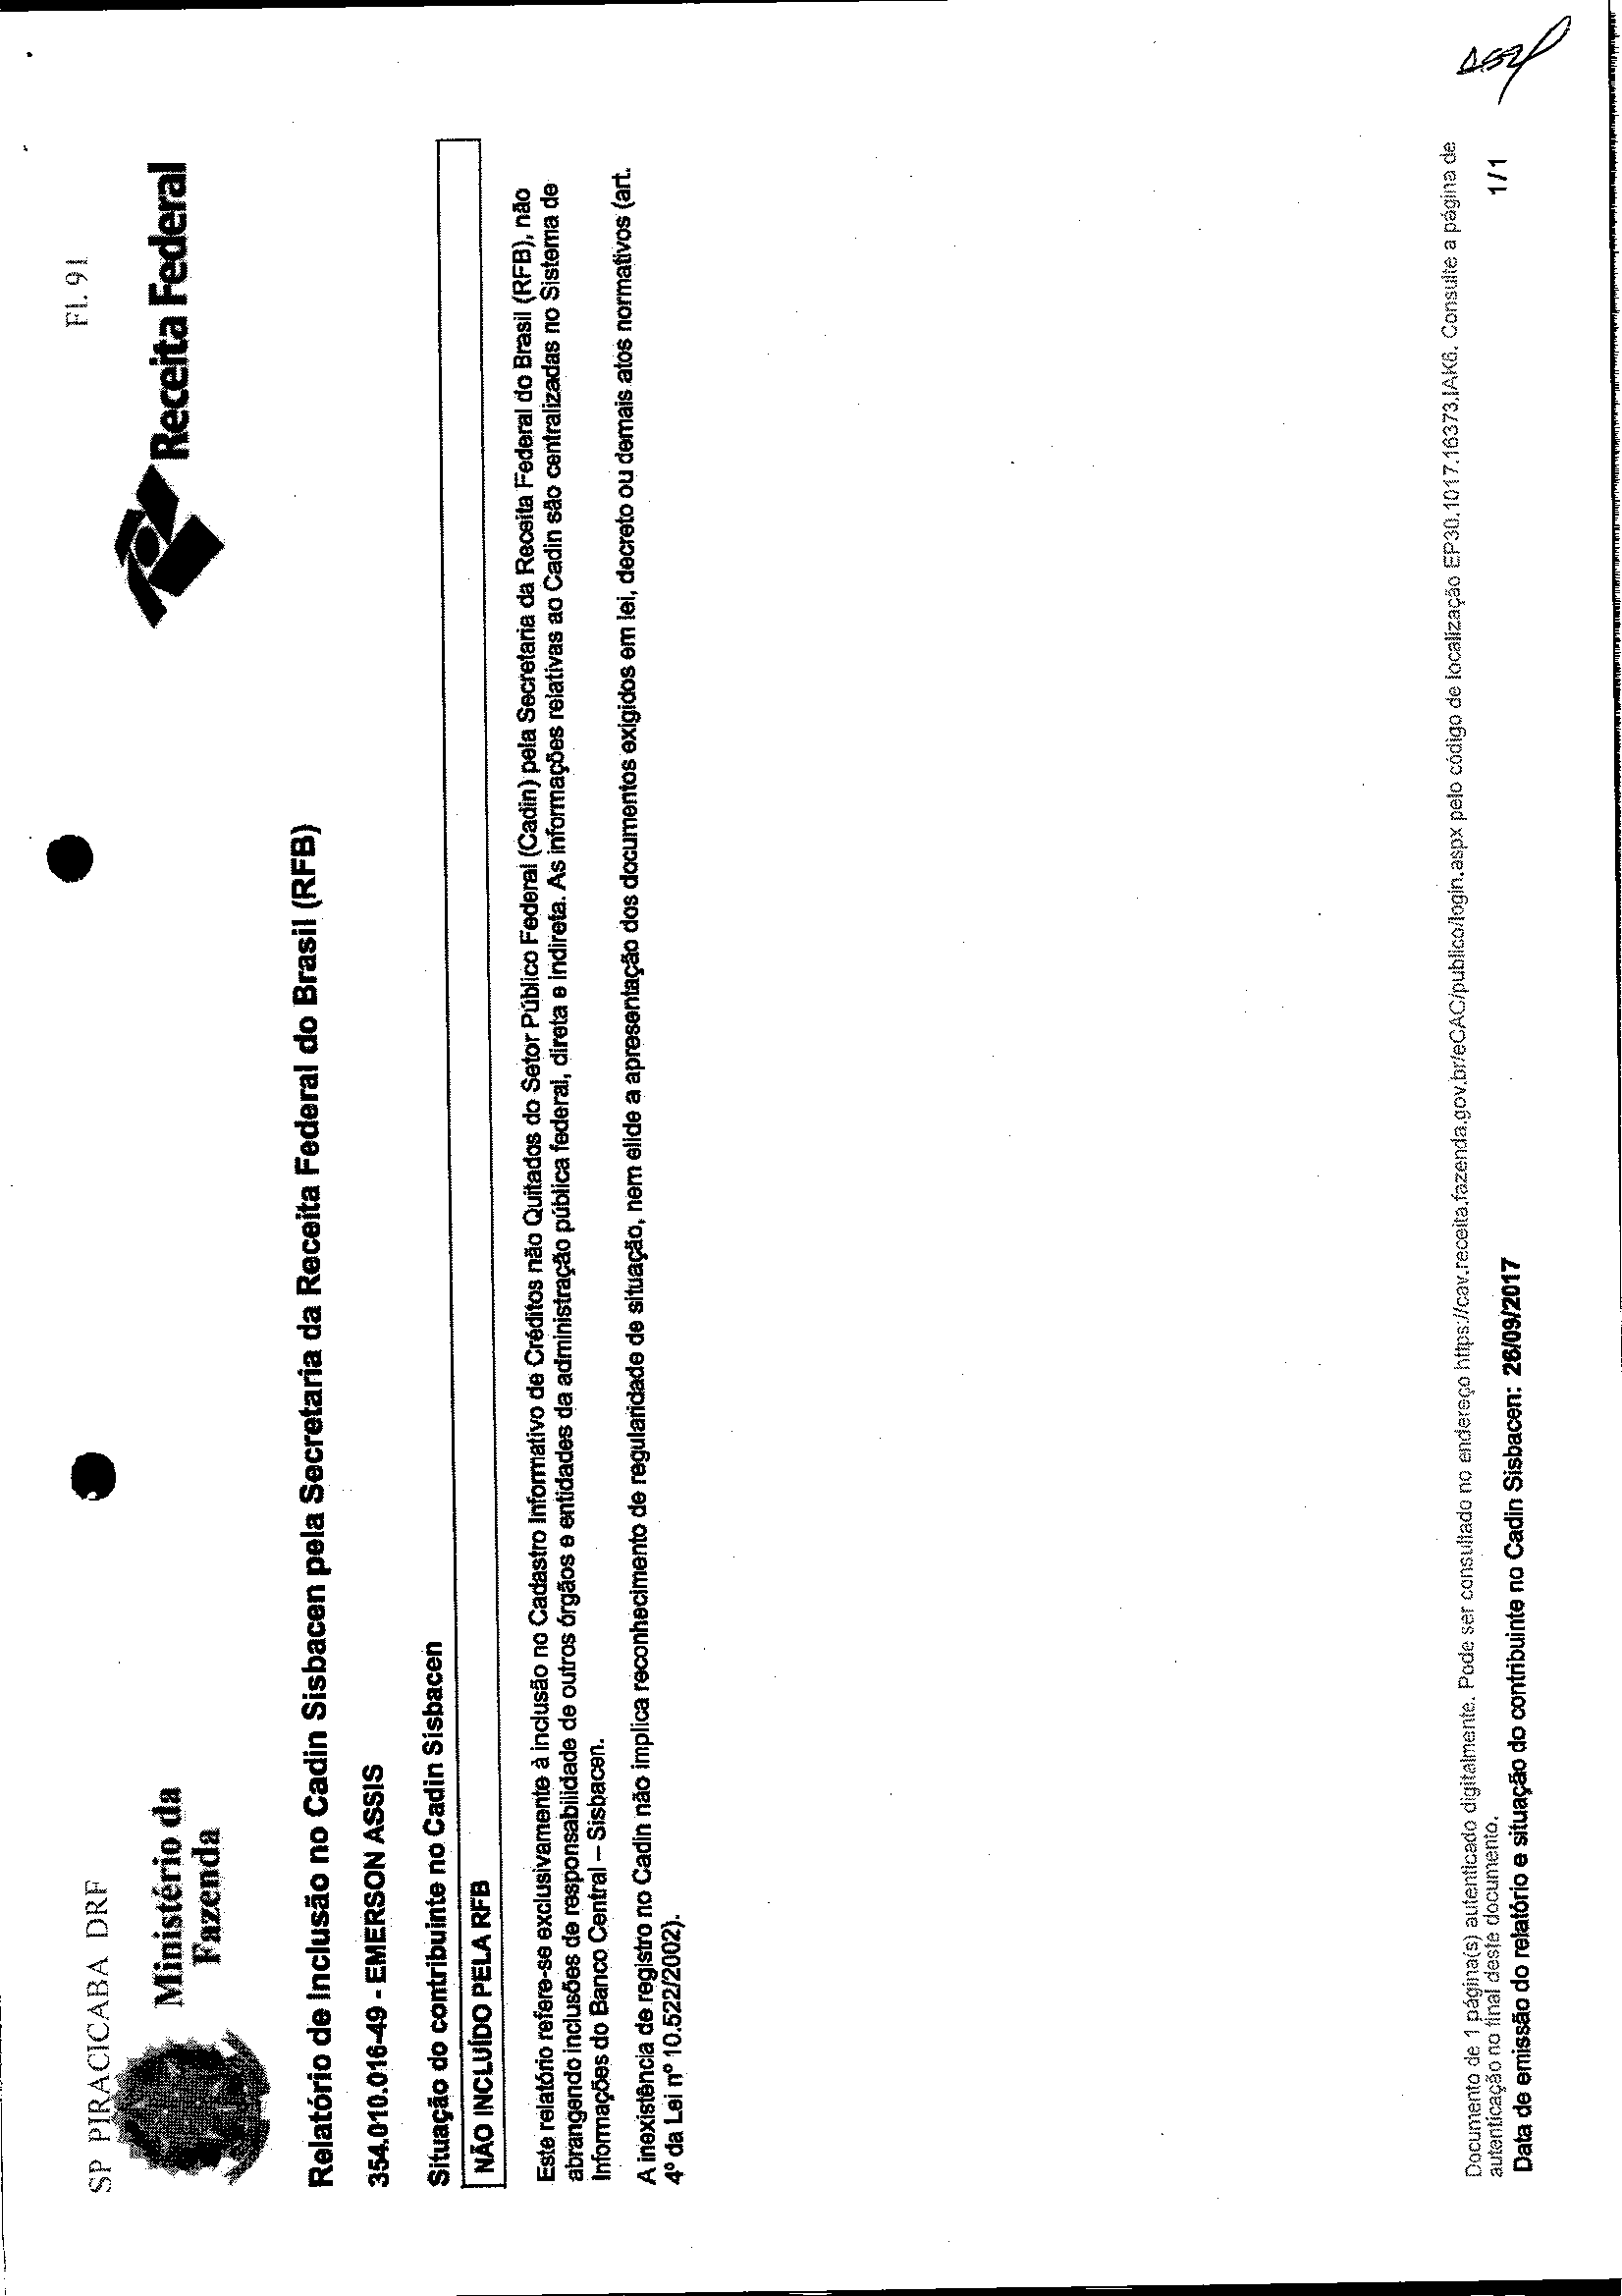 SP PIRACICABA DRF
Fl. 91
Ministério da
Fazenda
Receita Federal
Relatório de Inclusão no Cadin Sisbacen pela Secretaria da Receita Federal do Brasil (RFB)
354.010.016-49 - EMERSON ASSIS
Situação do contribuinte no Cadin Sisbacen
NÃO INCLUÍDO PELA RFB
Este relatório refere-se exclusivamente à inclusão no Cadastro Informativo de Créditos não Quitados do Setor Público Federal (Cadin) pela Secretaria da Receita Federal do Brasil (RFB), não
abrangendo inclusões de responsabilidade de outros órgãos e entidades da administração pública federal, direta e indireta. As informações relativas ao Cadin são centralizadas no Sistema de
Informações do Banco Central – Sisbacen.
A inexistência de registro no Cadin não implica reconhecimento de regularidade de situação, nem elide a apresentação dos documentos exigidos em lei, decreto ou demais atos normativos (art.
4º da Lei nº 10.522/2002).
Documento de 1 página(s) autenticado digitalmente. Pode ser consultado no endereço https://cav.receita.fazenda.gov.br/eCAC/publico/login.aspx pelo código de localização EP30.1017.16373.IAK6. Consulte a página de
autenticação no final deste documento.
1/1
Data de emissão do relatório e situação do contribuinte no Cadin Sisbacen: 26/09/2017